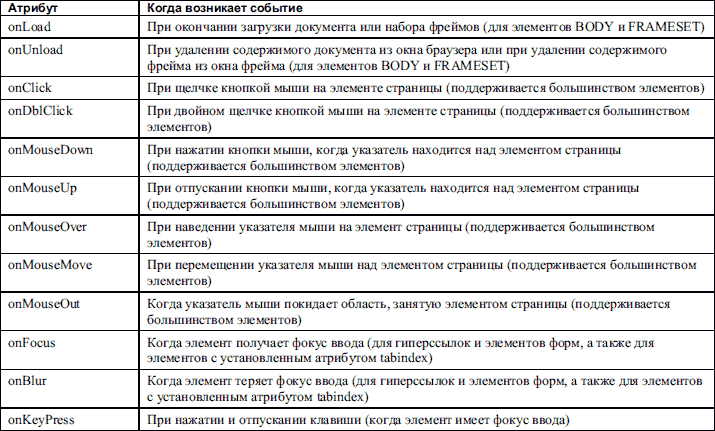 Атрибут Когда возникает событие
onLoad При окончании загрузки документа или набора фреймов (для элементов BODY и FRAMESET)
onUnload При удалении содержимого документа из окна браузера или при удалении содержимого
фрейма из окна фрейма (для элементов BODY и FRAMESET)
onClick При щелчке кнопкой мыши на элементе страницы (поддерживается большинством элементов)
onDblClick При двойном щелчке кнопкой мыши на элементе страницы (поддерживается большинством
элементов)
onMouseDown При нажатии кнопки мыши, когда указатель находится над элементом страницы
(поддерживается большинством элементов)
onMouseUp При отпускании кнопки мыши, когда указатель находится над элементом страницы
(поддерживается большинством элементов)
onMouseOver При наведении указателя мыши на элемент страницы (поддерживается большинством
элементов)
onMouseMove При перемещении указателя мыши над элементом страницы (поддерживается большинством
элементов)
onMouseOut Когда указатель мыши покидает область, занятую элементом страницы (поддерживается
большинством элементов)
onFocus Когда элемент получает фокус ввода (для гиперссылок и элементов форм, а также для
элементов с установленным атрибутом tabindex)
onBlur Когда элемент теряет фокус ввода (для гиперссылок и элементов форм, а также для элементов
с установленным атрибутом tabindex)
onKeyPress При нажатии и отпускании клавиши (когда элемент имеет фокус ввода)